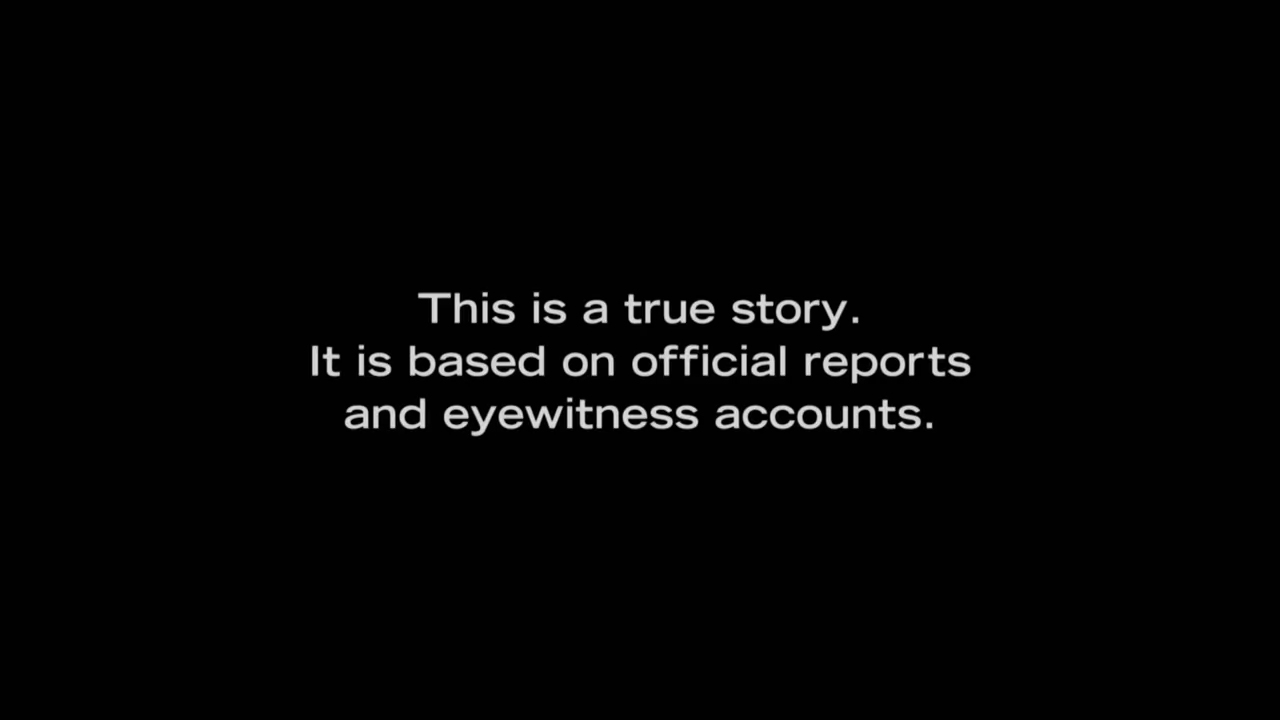 This is a true story.
It is based on official reports
and eyewitness accounts.